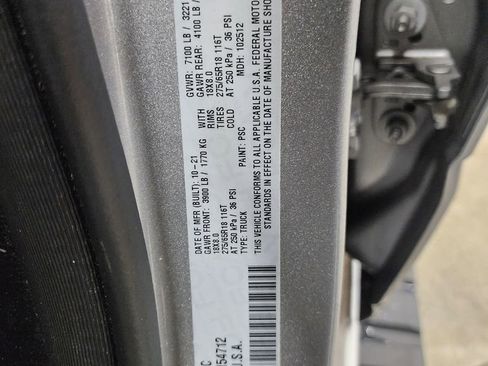 DATE OF MFR (BUILT): 10-21
GVWR: 7100 LB / 3221
GAWR FRONT: 3900 LB / 1770 KG
GAWR REAR: 4100 LB /
18X8.0
WITH
18X8.0
RIMS
275/65R18 116T
TIRES
275/65R18 116T
AT 250 kPa / 36 PSI
COLD
AT 250 kPa / 36 PSI
TYPE: TRUCK
PAINT: PSC
MDH: 102512
THIS VEHICLE CONFORMS TO ALL APPLICABLE U.S.A. FEDERAL MOTOR
STANDARDS IN EFFECT ON THE DATE OF MANUFACTURE SHO
C
54712
U.S.A.